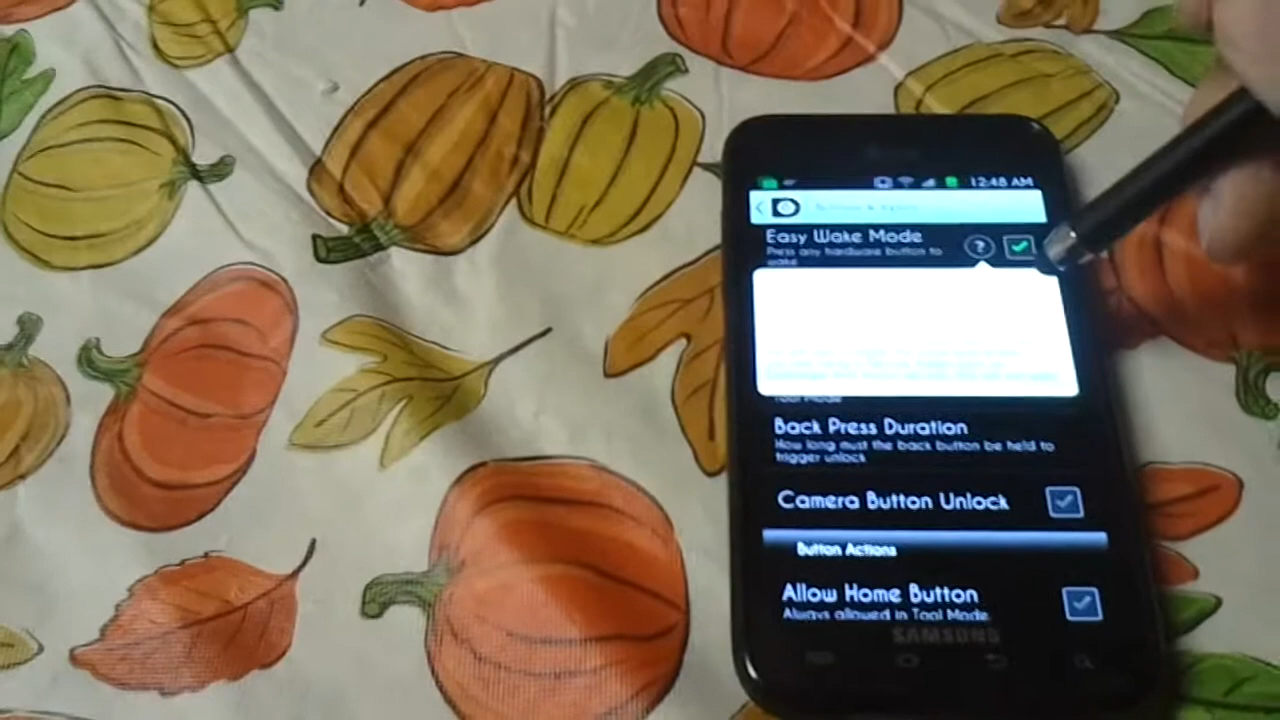 12:48 AM
Easy Wake Mode
Press any hardware button to
wake
?
Tool Mode
Back Press Duration
How long must the back button be held to
trigger unlock
Camera Button Unlock
Button Actions
Allow Home Button
Always allowed in Tool Mode.
SAMSUNG